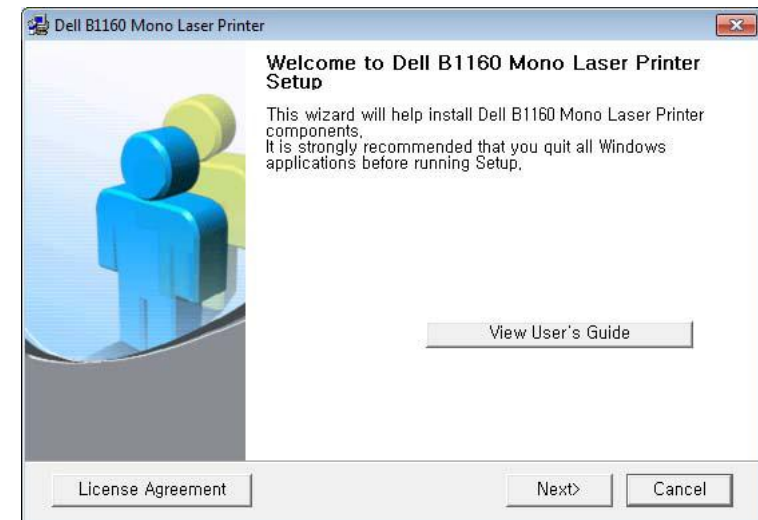 Dell B1160 Mono Laser Printer
Welcome to Dell B1160 Mono Laser Printer
Setup
This wizard will help install Dell B1160 Mono Laser Printer
components,
It is strongly recommended that you quit all Windows
applications before running Setup,
View User's Guide
License Agreement
Next>
Cancel